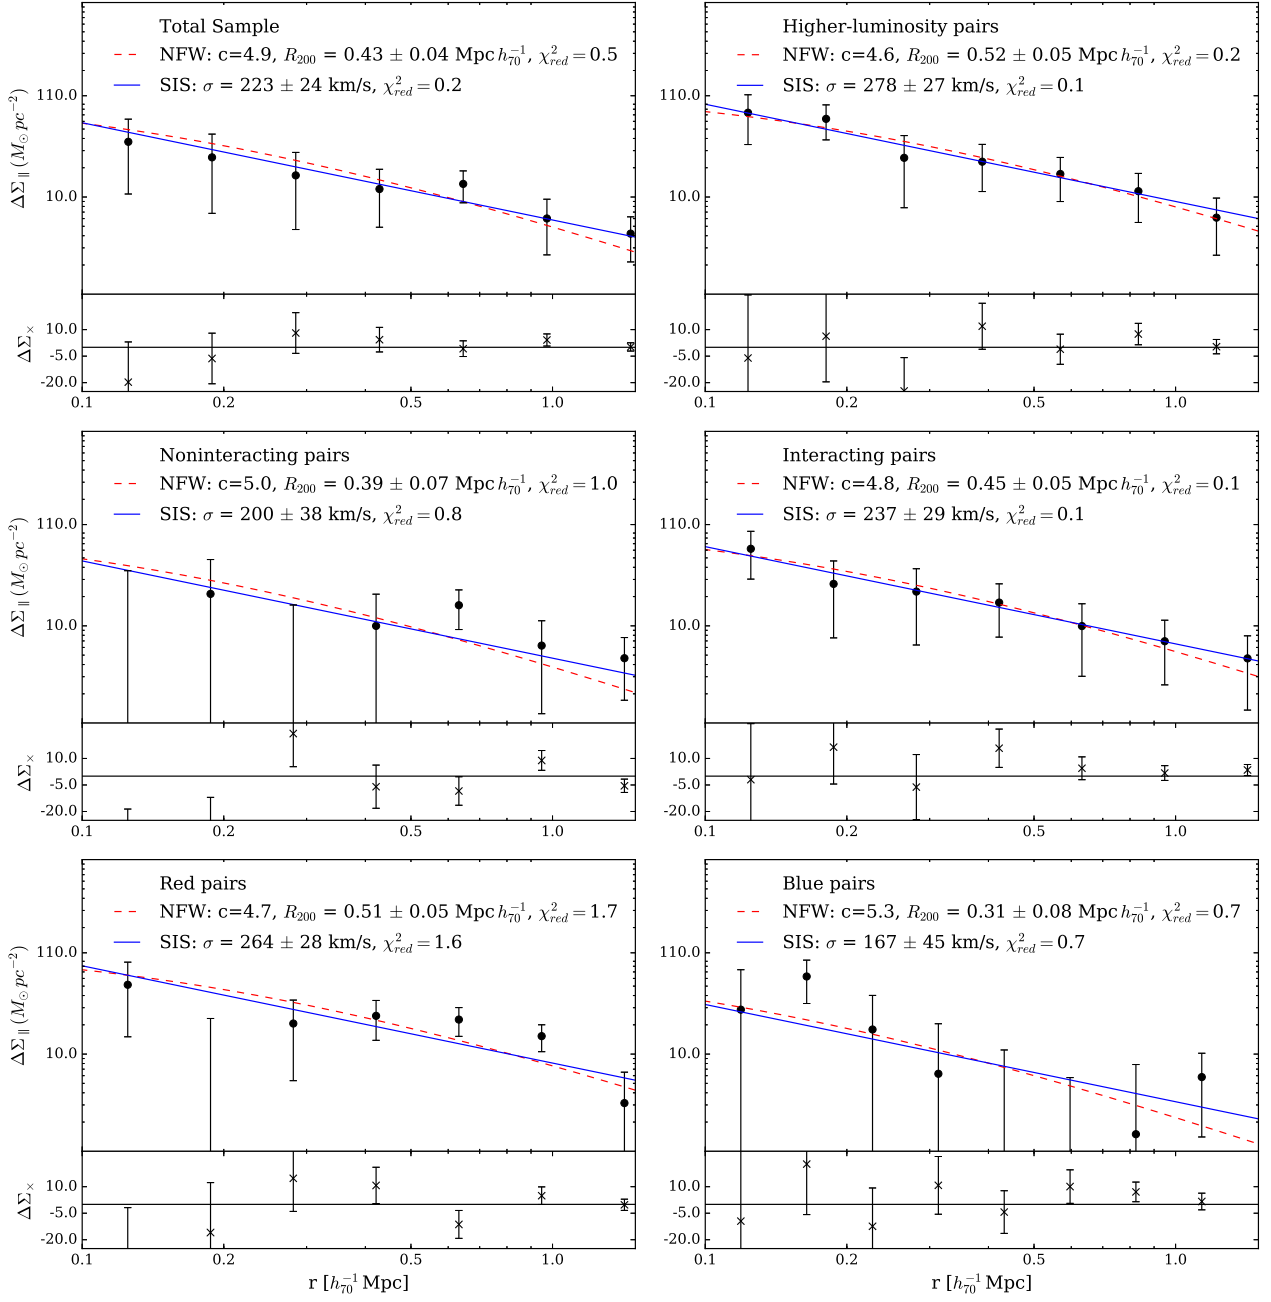 Total Sample
NFW: c=4.9, R₂₀₀ = 0.43 ± 0.04 Mpc h₇₀⁻¹, χ²red = 0.5
SIS: σ = 223 ± 24 km/s, χ²red = 0.2
110.0
10.0
ΔΣ∥ (M⊙ pc⁻²)
10.0
-5.0
-20.0
ΔΣ×
0.1 0.2 0.5 1.0
Higher-luminosity pairs
NFW: c=4.6, R₂₀₀ = 0.52 ± 0.05 Mpc h₇₀⁻¹, χ²red = 0.2
SIS: σ = 278 ± 27 km/s, χ²red = 0.1
110.0
10.0
10.0
-5.0
-20.0
0.1 0.2 0.5 1.0
Noninteracting pairs
NFW: c=5.0, R₂₀₀ = 0.39 ± 0.07 Mpc h₇₀⁻¹, χ²red = 1.0
SIS: σ = 200 ± 38 km/s, χ²red = 0.8
110.0
10.0
ΔΣ∥ (M⊙ pc⁻²)
10.0
-5.0
-20.0
ΔΣ×
0.1 0.2 0.5 1.0
Interacting pairs
NFW: c=4.8, R₂₀₀ = 0.45 ± 0.05 Mpc h₇₀⁻¹, χ²red = 0.1
SIS: σ = 237 ± 29 km/s, χ²red = 0.1
110.0
10.0
10.0
-5.0
-20.0
0.1 0.2 0.5 1.0
Red pairs
NFW: c=4.7, R₂₀₀ = 0.51 ± 0.05 Mpc h₇₀⁻¹, χ²red = 1.7
SIS: σ = 264 ± 28 km/s, χ²red = 1.6
110.0
10.0
ΔΣ∥ (M⊙ pc⁻²)
10.0
-5.0
-20.0
ΔΣ×
0.1 0.2 0.5 1.0
r [h₇₀⁻¹ Mpc]
Blue pairs
NFW: c=5.3, R₂₀₀ = 0.31 ± 0.08 Mpc h₇₀⁻¹, χ²red = 0.7
SIS: σ = 167 ± 45 km/s, χ²red = 0.7
110.0
10.0
10.0
-5.0
-20.0
0.1 0.2 0.5 1.0
r [h₇₀⁻¹ Mpc]